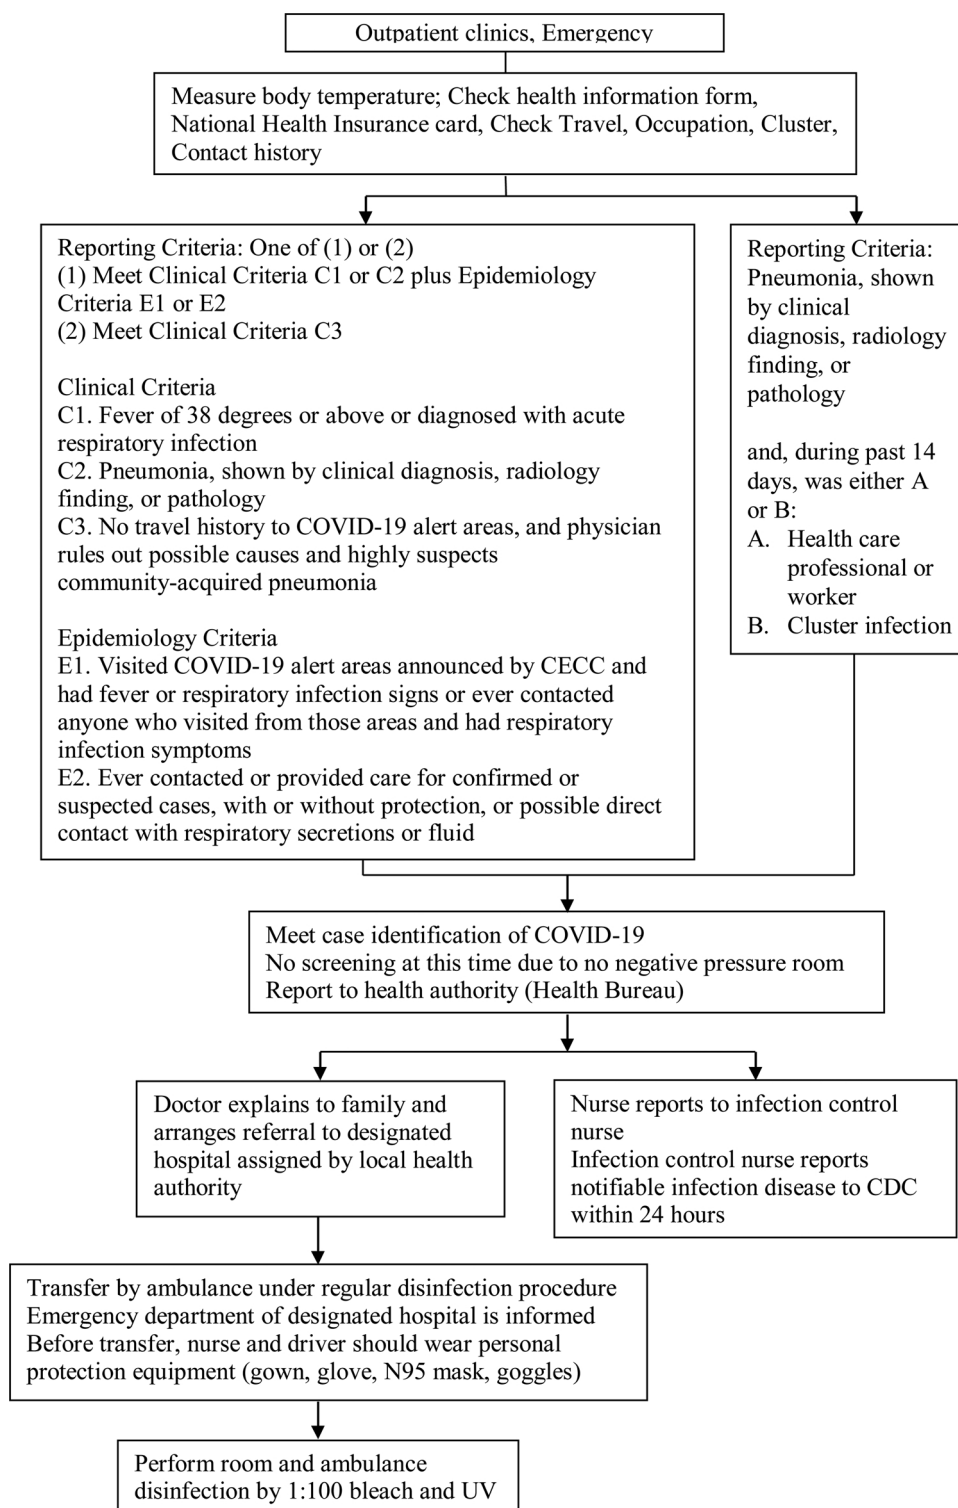 Outpatient clinics, Emergency
Measure body temperature; Check health information form,
National Health Insurance card, Check Travel, Occupation, Cluster,
Contact history
Reporting Criteria: One of (1) or (2)
(1) Meet Clinical Criteria C1 or C2 plus Epidemiology
Criteria E1 or E2
(2) Meet Clinical Criteria C3
Clinical Criteria
C1. Fever of 38 degrees or above or diagnosed with acute
respiratory infection
C2. Pneumonia, shown by clinical diagnosis, radiology
finding, or pathology
C3. No travel history to COVID-19 alert areas, and physician
rules out possible causes and highly suspects
community-acquired pneumonia
Epidemiology Criteria
E1. Visited COVID-19 alert areas announced by CECC and
had fever or respiratory infection signs or ever contacted
anyone who visited from those areas and had respiratory
infection symptoms
E2. Ever contacted or provided care for confirmed or
suspected cases, with or without protection, or possible direct
contact with respiratory secretions or fluid
Reporting Criteria:
Pneumonia, shown
by clinical
diagnosis, radiology
finding, or
pathology
and, during past 14
days, was either A
or B:
A. Health care
professional or
worker
B. Cluster infection
Meet case identification of COVID-19
No screening at this time due to no negative pressure room
Report to health authority (Health Bureau)
Doctor explains to family and
arranges referral to designated
hospital assigned by local health
authority
Nurse reports to infection control
nurse
Infection control nurse reports
notifiable infection disease to CDC
within 24 hours
Transfer by ambulance under regular disinfection procedure
Emergency department of designated hospital is informed
Before transfer, nurse and driver should wear personal
protection equipment (gown, glove, N95 mask, goggles)
Perform room and ambulance
disinfection by 1:100 bleach and UV